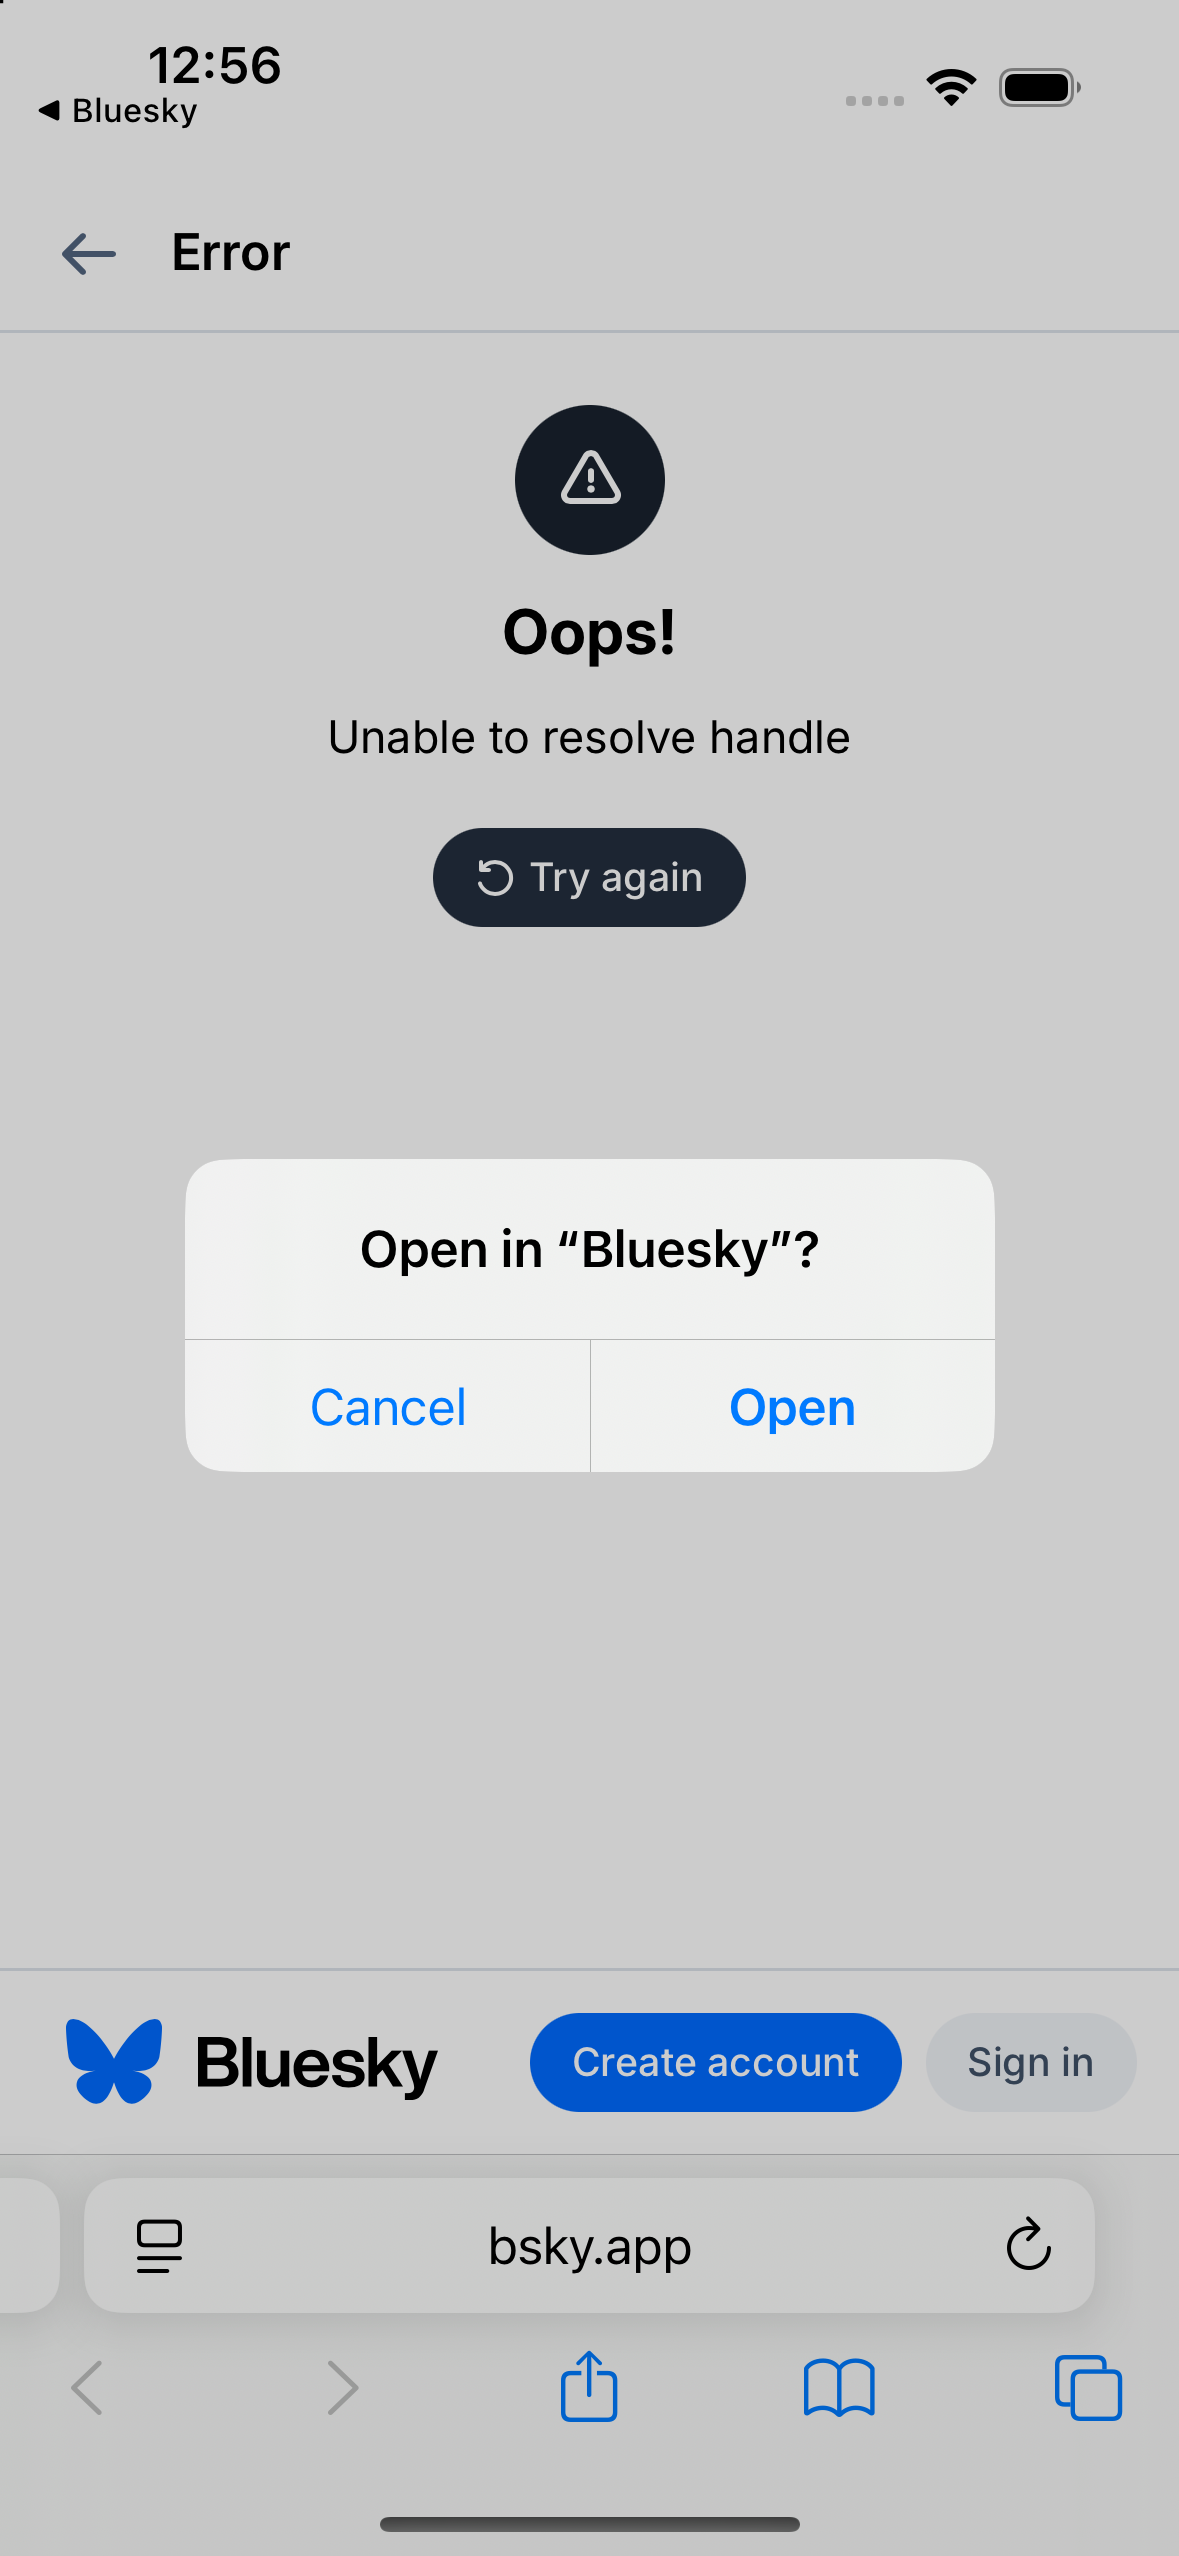 12:56
Bluesky
Error
Oops!
Unable to resolve handle
Try again
Open in “Bluesky”?
Cancel
Open
Bluesky
Create account
Sign in
bsky.app